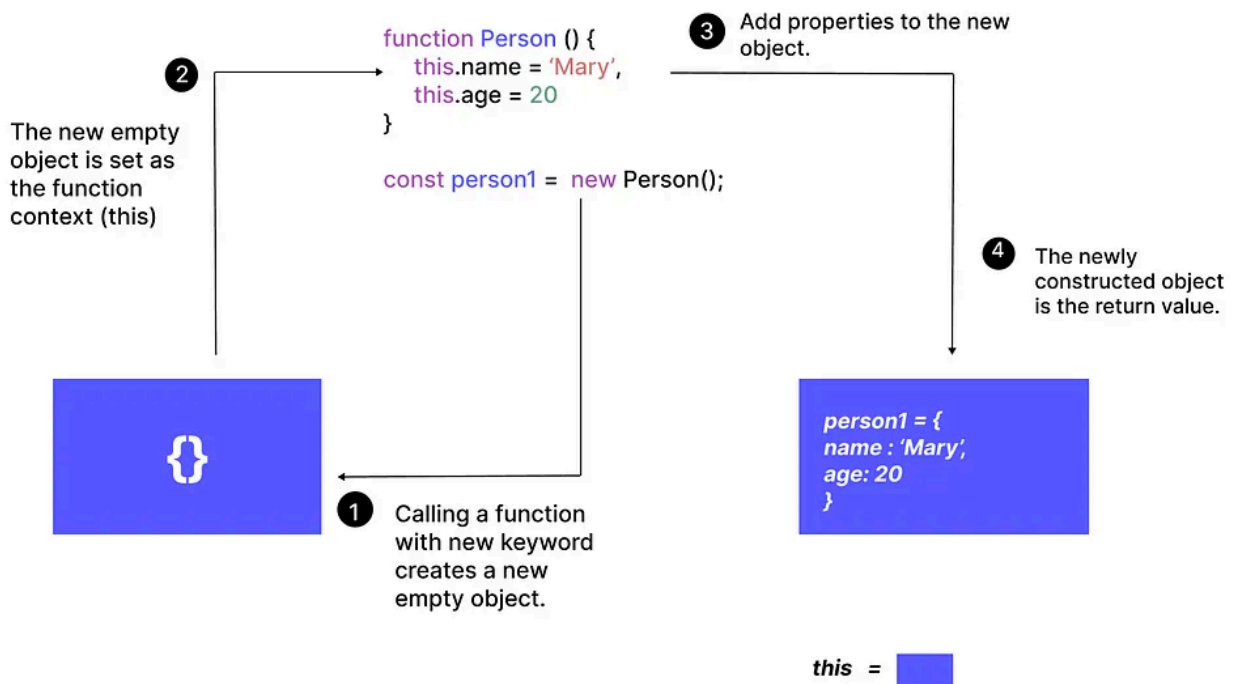 function Person () {
this.name = ‘Mary’,
this.age = 20
}
const person1 = new Person();
3
Add properties to the new
object.
2
The new empty
object is set as
the function
context (this)
4
The newly
constructed object
is the return value.
{}
person1 = {
name : ‘Mary’,
age: 20
}
1
Calling a function
with new keyword
creates a new
empty object.
this =